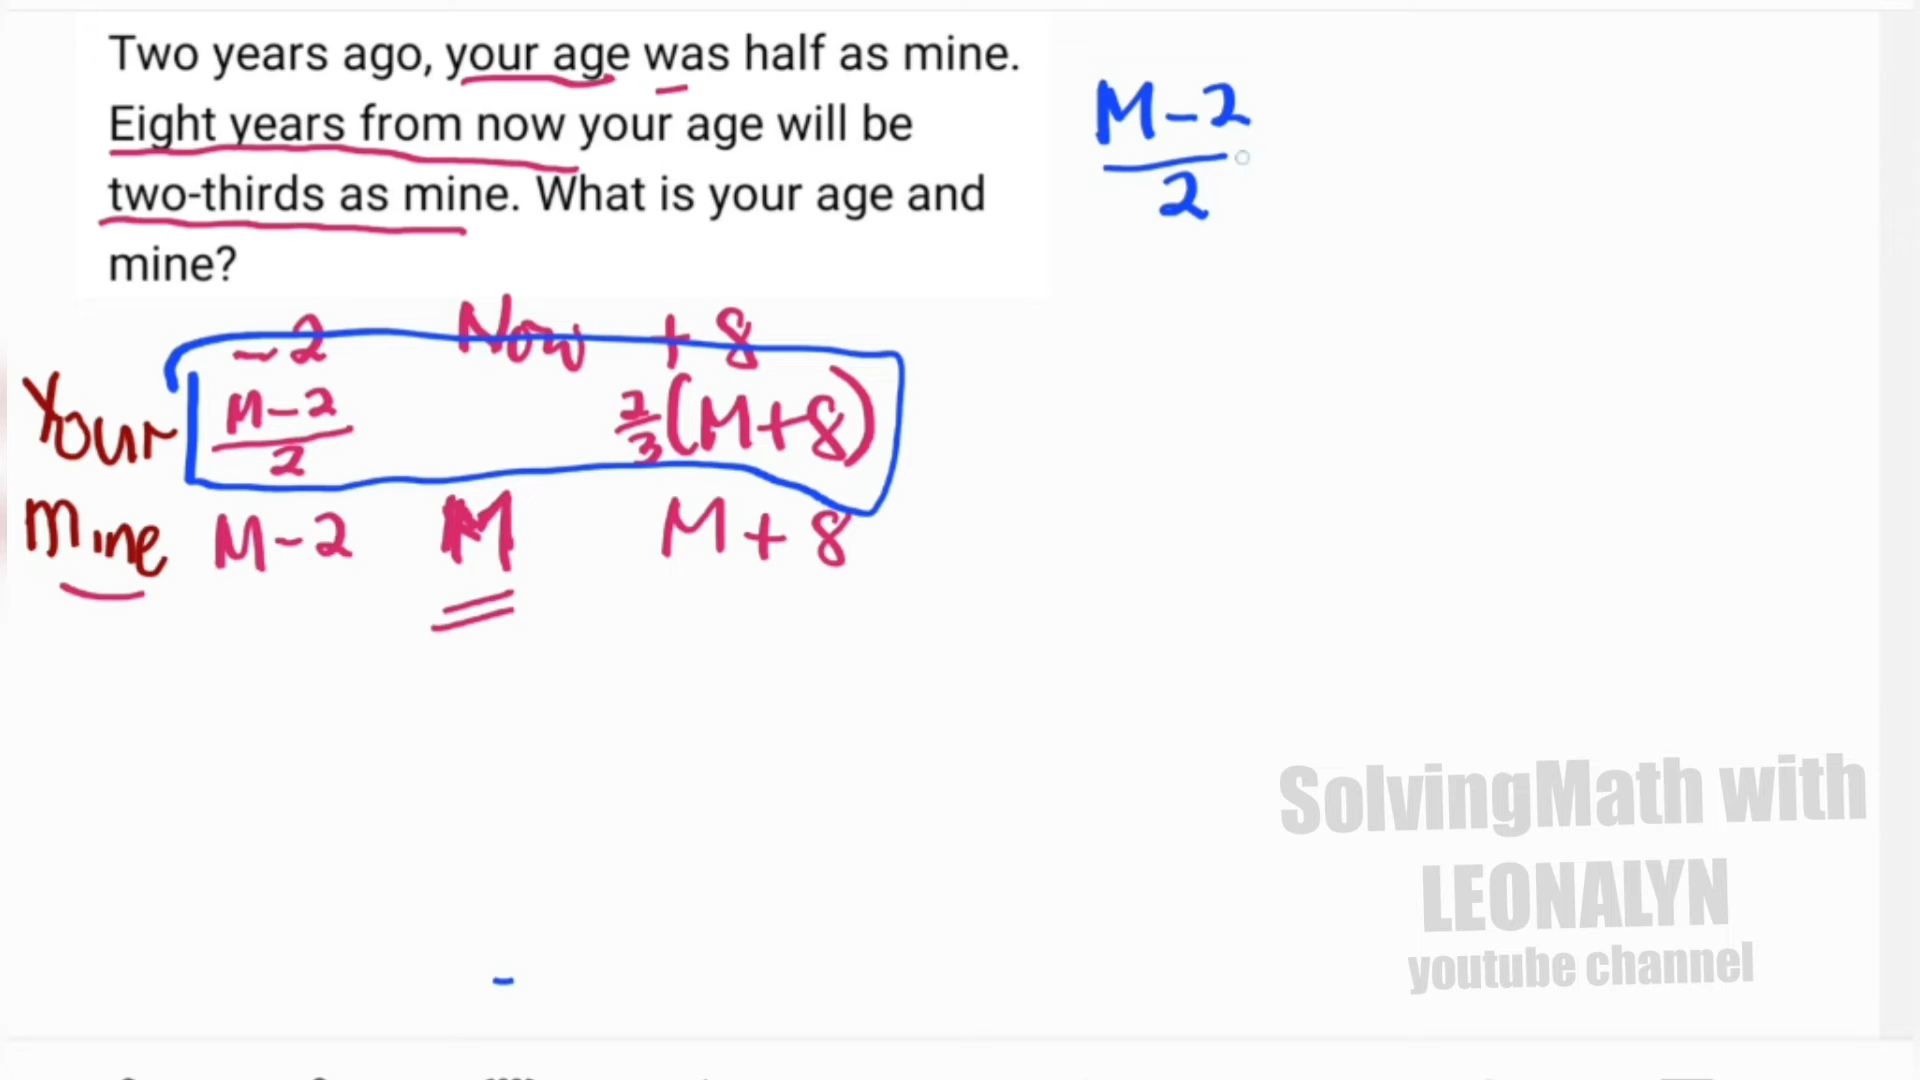 Two years ago, your age was half as mine.
Eight years from now your age will be
two-thirds as mine. What is your age and
mine?
M-2
2
-2 Now +8
Your M-2/2 2/3(M+8)
Mine M-2 M M+8
SolvingMath with
LEONALYN
youtube channel
-